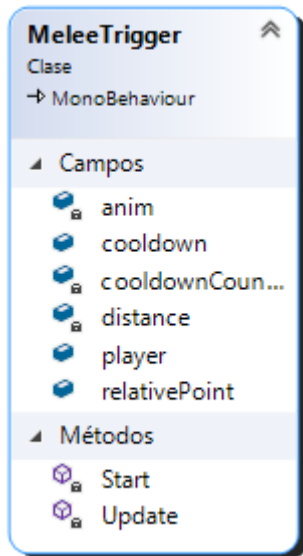 MeleeTrigger
Clase
MonoBehaviour
Campos
anim
cooldown
cooldownCoun...
distance
player
relativePoint
Métodos
Start
Update